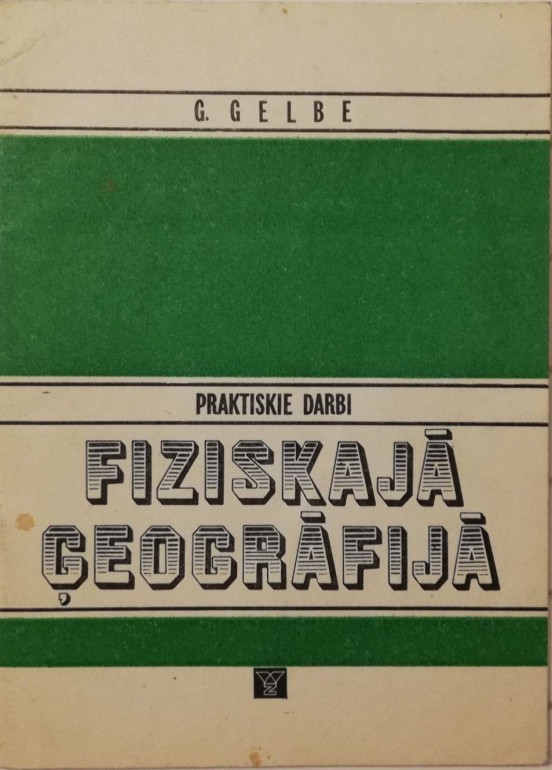 G. GELBE
PRAKTISKIE DARBI
FIZISKAJĀ
ĢEOGRĀFIJĀ